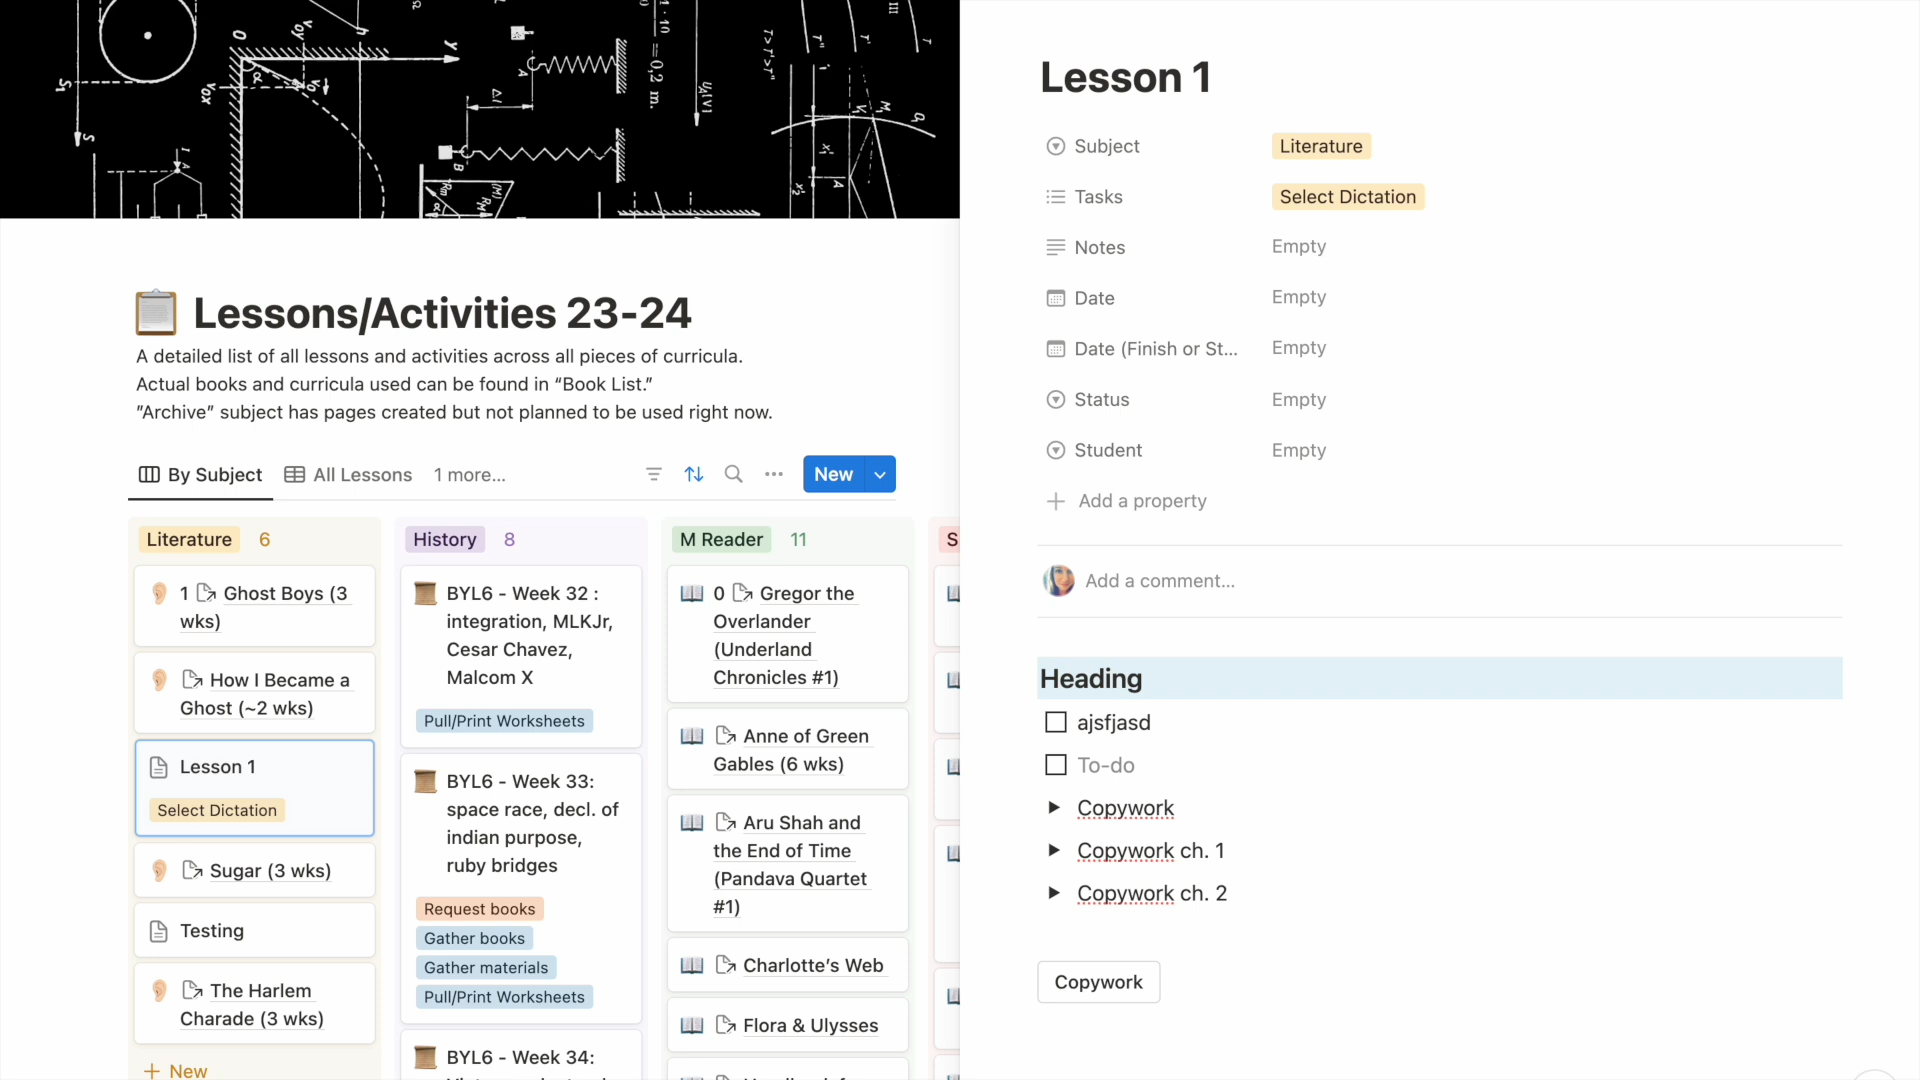 Lessons/Activities 23-24
A detailed list of all lessons and activities across all pieces of curricula.
Actual books and curricula used can be found in “Book List.”
”Archive” subject has pages created but not planned to be used right now.
By Subject
All Lessons
1 more...
New
Literature 6
1 Ghost Boys (3
wks)
How I Became a
Ghost (~2 wks)
Lesson 1
Select Dictation
Sugar (3 wks)
Testing
The Harlem
Charade (3 wks)
+ New
History 8
BYL6 - Week 32 :
integration, MLKJr,
Cesar Chavez,
Malcom X
Pull/Print Worksheets
BYL6 - Week 33:
space race, decl. of
indian purpose,
ruby bridges
Request books
Gather books
Gather materials
Pull/Print Worksheets
BYL6 - Week 34:
M Reader 11
0 Gregor the
Overlander
(Underland
Chronicles #1)
Anne of Green
Gables (6 wks)
Aru Shah and
the End of Time
(Pandava Quartet
#1)
Charlotte’s Web
Flora & Ulysses
S
Lesson 1
Subject Literature
Tasks Select Dictation
Notes Empty
Date Empty
Date (Finish or St... Empty
Status Empty
Student Empty
+ Add a property
Add a comment...
Heading
ajsfjasd
To-do
Copywork
Copywork ch. 1
Copywork ch. 2
Copywork